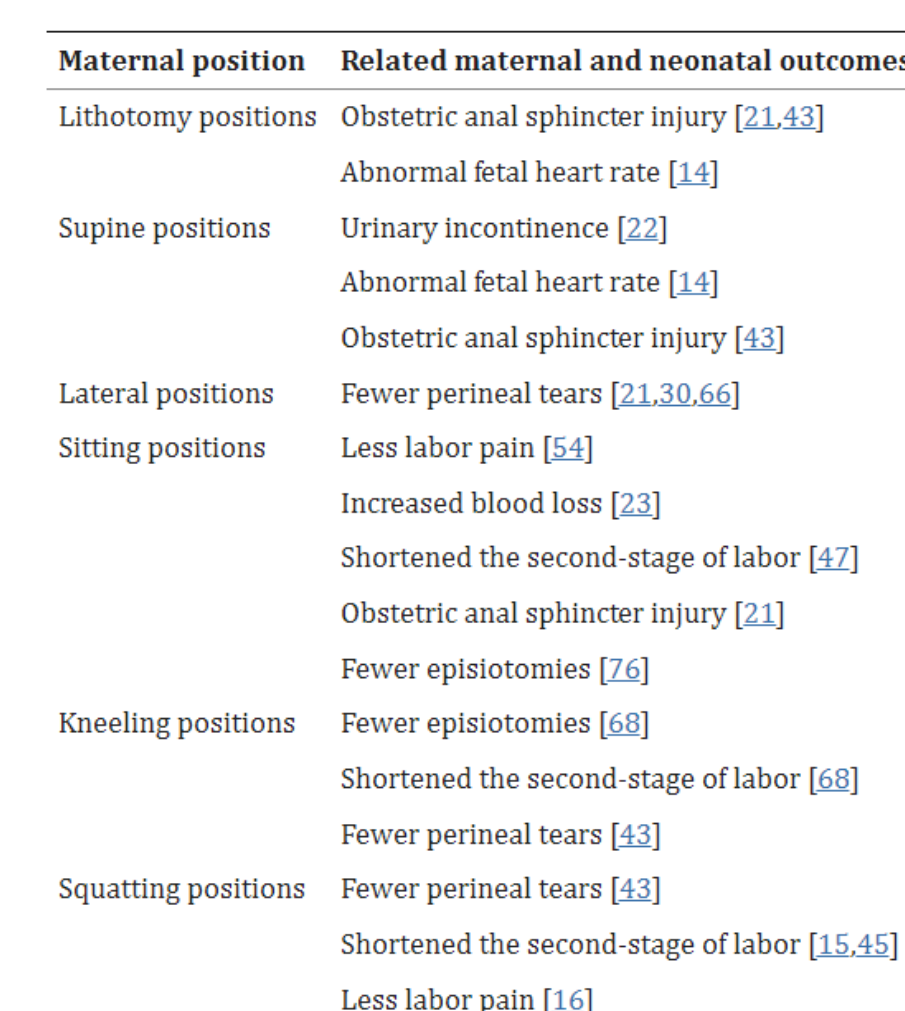 Maternal position Related maternal and neonatal outcomes
Lithotomy positions Obstetric anal sphincter injury [21,43]
Abnormal fetal heart rate [14]
Supine positions Urinary incontinence [22]
Abnormal fetal heart rate [14]
Obstetric anal sphincter injury [43]
Lateral positions Fewer perineal tears [21,30,66]
Sitting positions Less labor pain [54]
Increased blood loss [23]
Shortened the second-stage of labor [47]
Obstetric anal sphincter injury [21]
Fewer episiotomies [76]
Kneeling positions Fewer episiotomies [68]
Shortened the second-stage of labor [68]
Fewer perineal tears [43]
Squatting positions Fewer perineal tears [43]
Shortened the second-stage of labor [15,45]
Less labor pain [16]